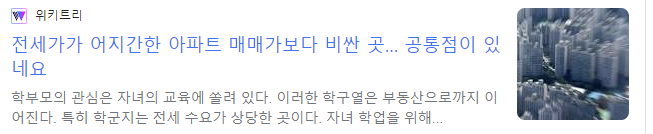 위키트리
전세가가 어지간한 아파트 매매가보다 비싼 곳... 공통점이 있
네요
학부모의 관심은 자녀의 교육에 쏠려 있다. 이러한 학구열은 부동산으로까지 이
어진다. 특히 학군지는 전세 수요가 상당한 곳이다. 자녀 학업을 위해...